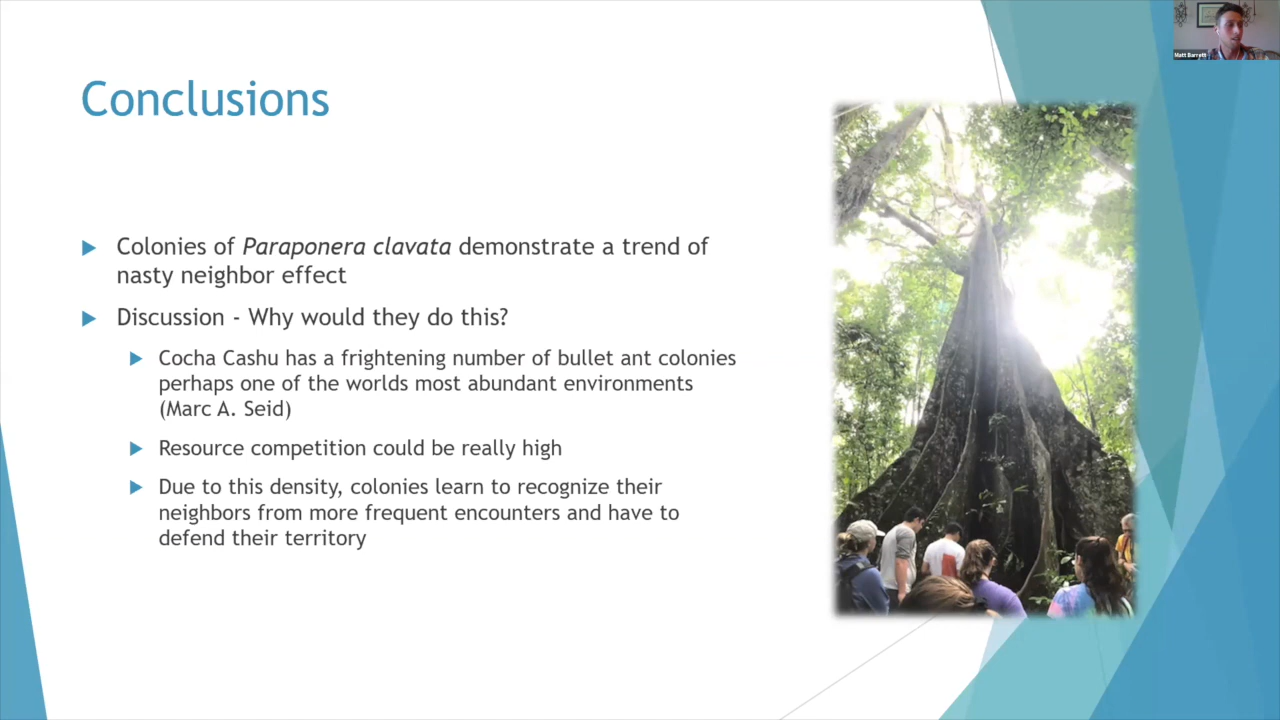 Matt Barrett
Conclusions
Colonies of Paraponera clavata demonstrate a trend of
nasty neighbor effect
Discussion - Why would they do this?
Cocha Cashu has a frightening number of bullet ant colonies
perhaps one of the worlds most abundant environments
(Marc A. Seid)
Resource competition could be really high
Due to this density, colonies learn to recognize their
neighbors from more frequent encounters and have to
defend their territory